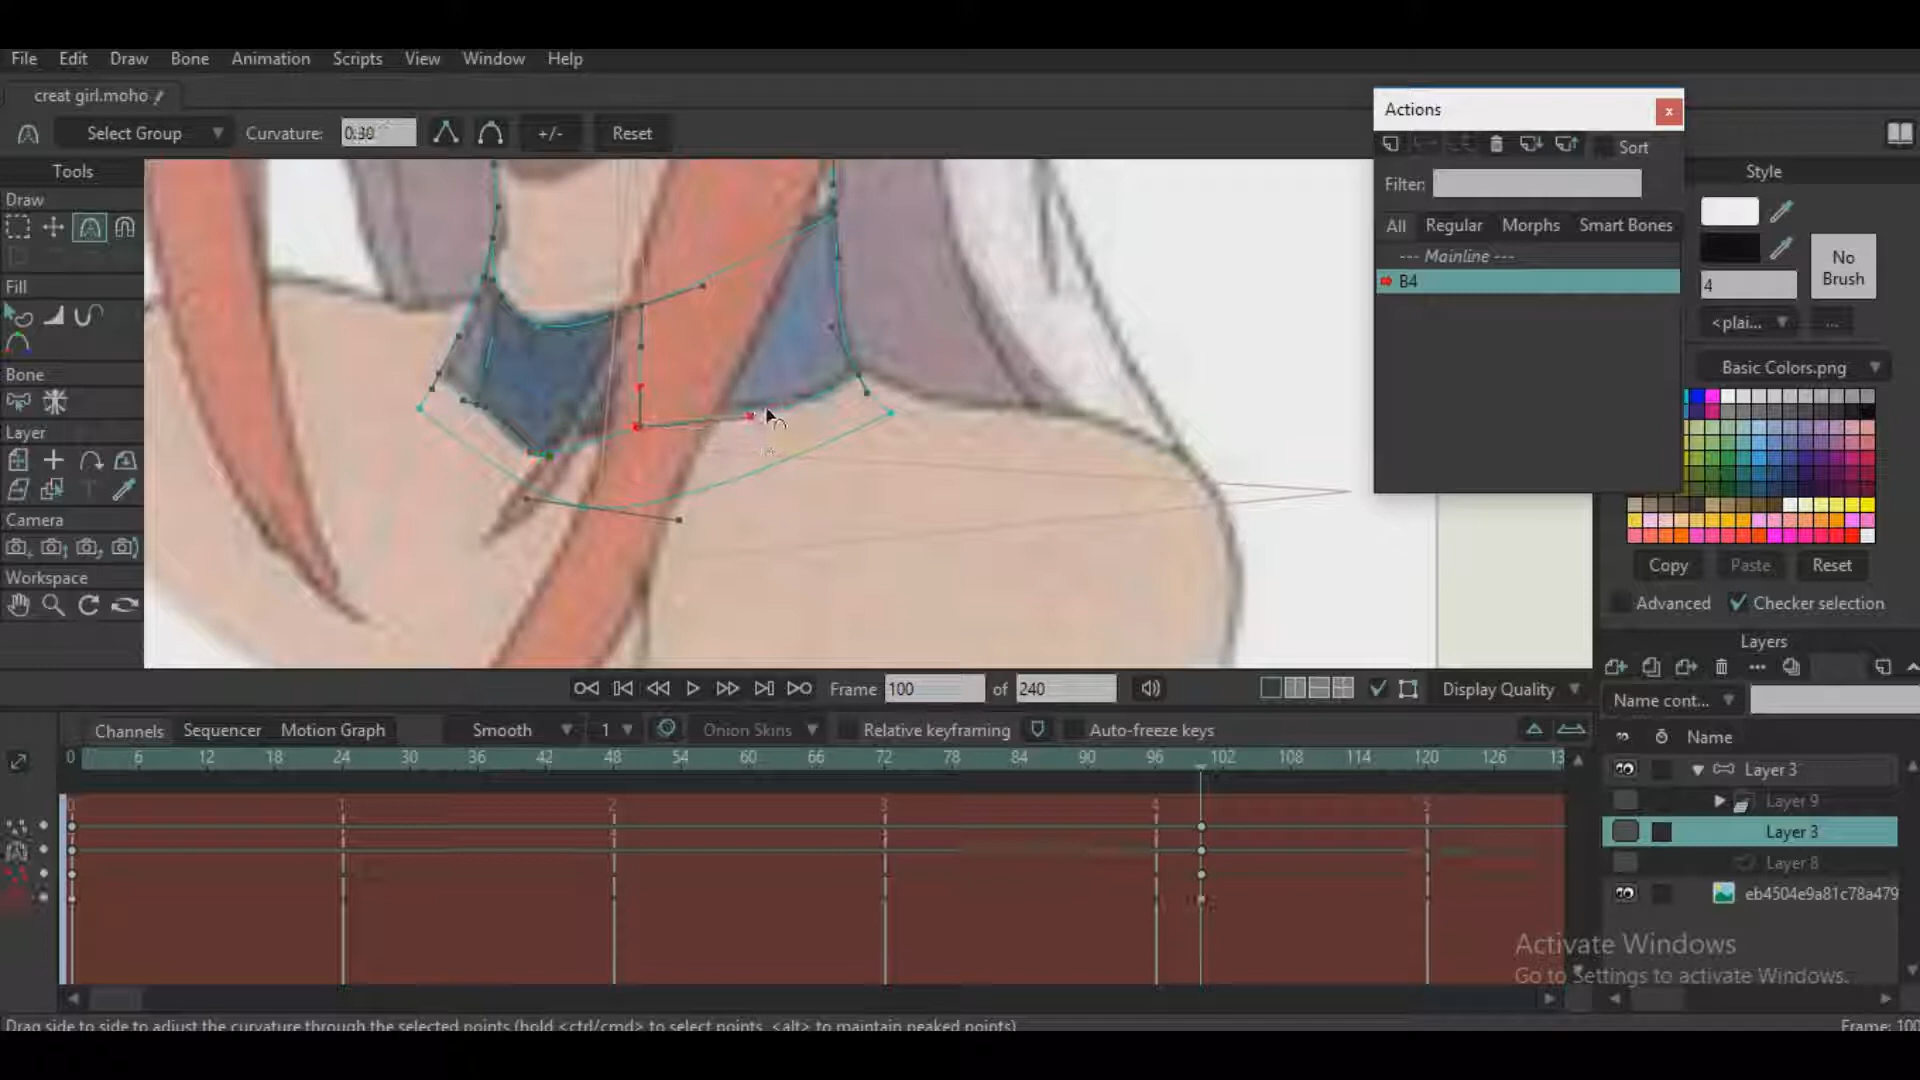 File Edit Draw Bone Animation Scripts View Window Help
creat girl.moho
Select Group Curvature: +/- Reset
Tools
Draw
Fill
Bone
Layer
Camera
Workspace
Actions
Sort
Filter:
All Regular Morphs Smart Bones
--- Mainline ---
B4
Style
No Brush
4
<plai... ...
Basic Colors.png
Copy Paste Reset
Advanced Checker selection
Layers
Name cont...
Name
Layer 3
Layer 9
Layer 3
Layer 8
eb4504e9a81c78a479
Frame 100 of 240 Display Quality
Channels Sequencer Motion Graph Smooth 1 Onion Skins Relative keyframing Auto-freeze keys
0 6 12 18 24 30 36 42 48 54 60 66 72 78 84 90 96 102 108 114 120 126 13
0 1 2 3 4 5
Activate Windows
Go to Settings to activate Windows.
Drag side to side to adjust the curvature through the selected points (hold <ctrl/cmd> to select points, <alt> to maintain peaked points)
Frame: 100